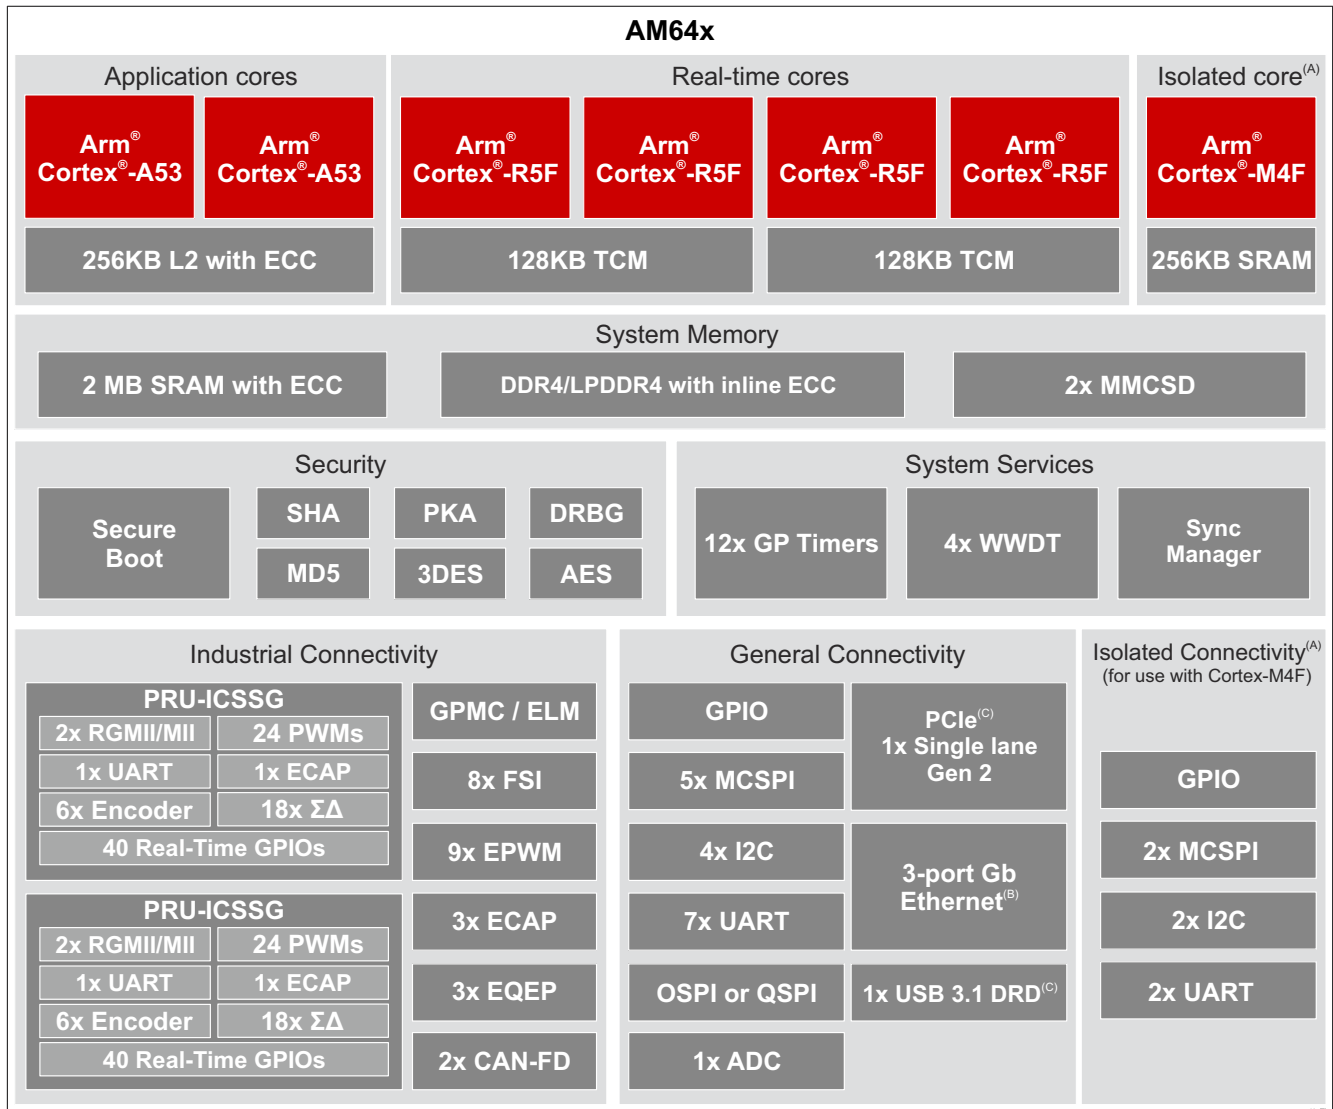 AM64x
Application cores
Arm®
Cortex®-A53
Arm®
Cortex®-A53
256KB L2 with ECC
Real-time cores
Arm®
Cortex®-R5F
Arm®
Cortex®-R5F
Arm®
Cortex®-R5F
Arm®
Cortex®-R5F
128KB TCM
128KB TCM
Isolated core(A)
Arm®
Cortex®-M4F
256KB SRAM
System Memory
2 MB SRAM with ECC
DDR4/LPDDR4 with inline ECC
2x MMCSD
Security
Secure
Boot
SHA
PKA
DRBG
MD5
3DES
AES
System Services
12x GP Timers
4x WWDT
Sync
Manager
Industrial Connectivity
PRU-ICSSG
2x RGMII/MII
24 PWMs
1x UART
1x ECAP
6x Encoder
18x ΣΔ
40 Real-Time GPIOs
PRU-ICSSG
2x RGMII/MII
24 PWMs
1x UART
1x ECAP
6x Encoder
18x ΣΔ
40 Real-Time GPIOs
GPMC / ELM
8x FSI
9x EPWM
3x ECAP
3x EQEP
2x CAN-FD
General Connectivity
GPIO
5x MCSPI
4x I2C
7x UART
OSPI or QSPI
1x ADC
PCIe(C)
1x Single lane
Gen 2
3-port Gb
Ethernet(B)
1x USB 3.1 DRD(C)
Isolated Connectivity(A)
(for use with Cortex-M4F)
GPIO
2x MCSPI
2x I2C
2x UART